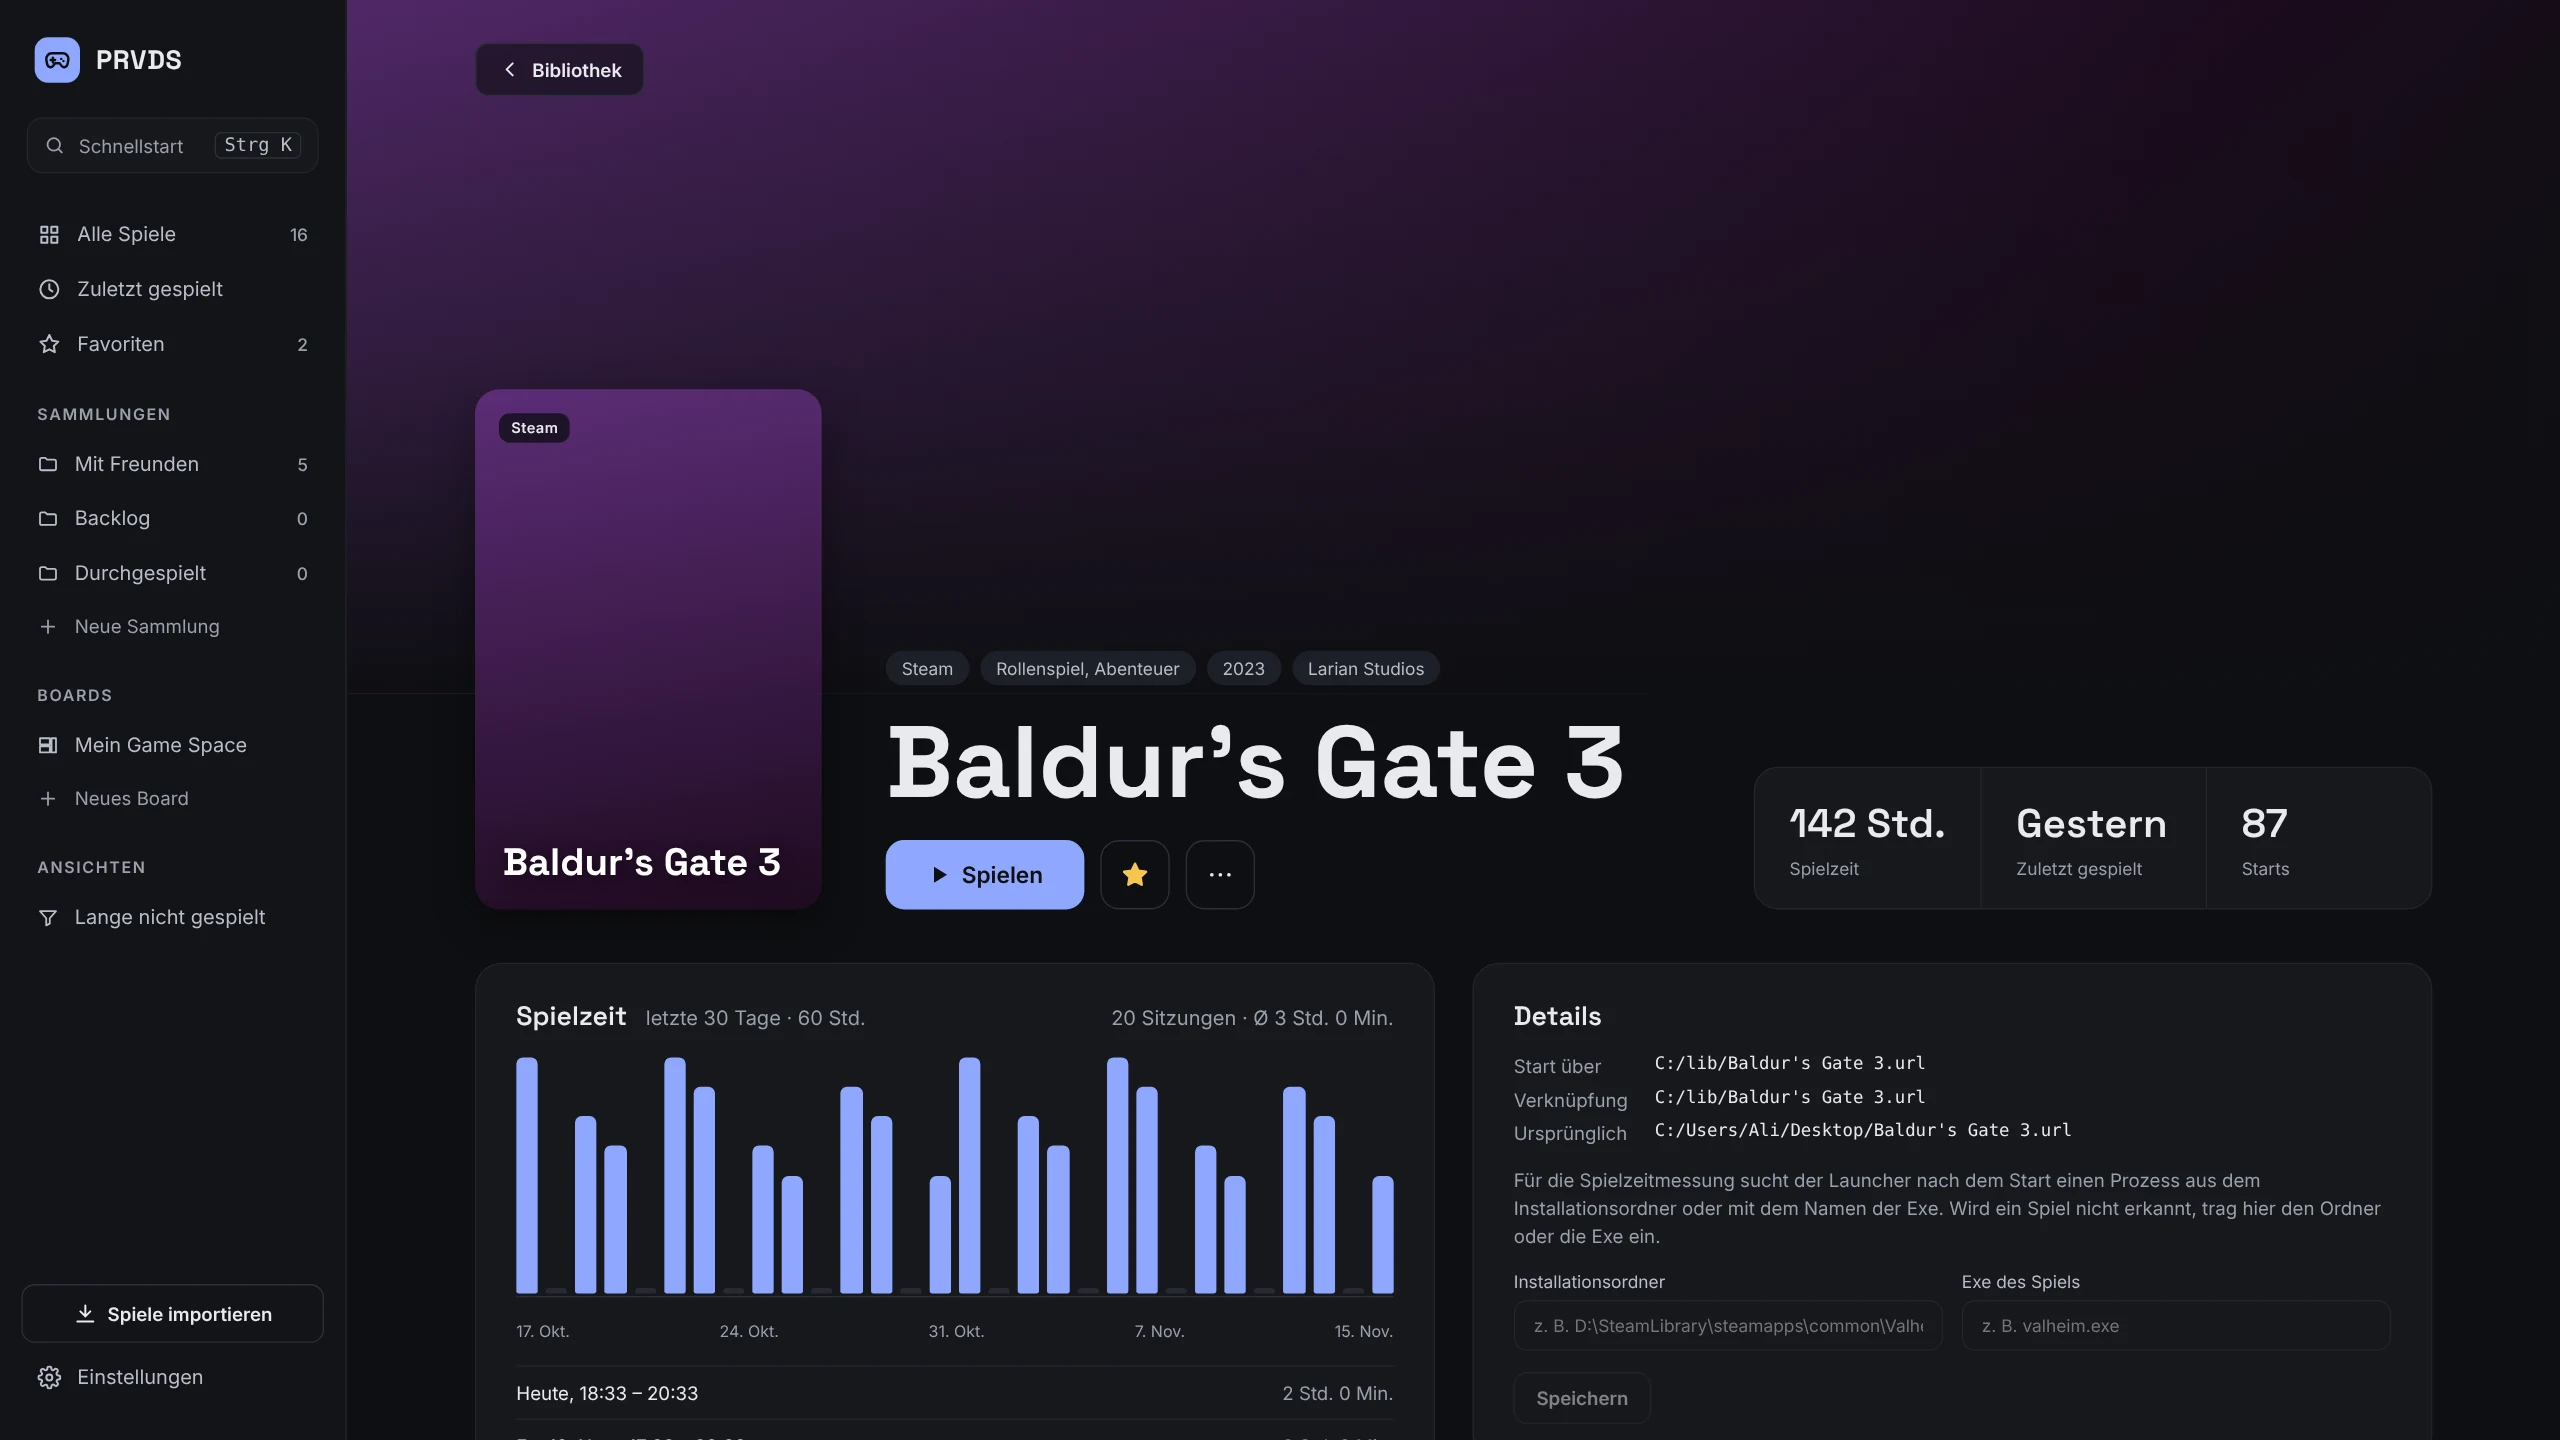 PRVDS
Schnellstart Strg K
Alle Spiele 16
Zuletzt gespielt
Favoriten 2
SAMMLUNGEN
Mit Freunden 5
Backlog 0
Durchgespielt 0
Neue Sammlung
BOARDS
Mein Game Space
Neues Board
ANSICHTEN
Lange nicht gespielt
Spiele importieren
Einstellungen
Bibliothek
Steam
Baldur’s Gate 3
Steam Rollenspiel, Abenteuer 2023 Larian Studios
Baldur’s Gate 3
Spielen
142 Std. Gestern 87
Spielzeit Zuletzt gespielt Starts
Spielzeit letzte 30 Tage · 60 Std. 20 Sitzungen · Ø 3 Std. 0 Min.
17. Okt. 24. Okt. 31. Okt. 7. Nov. 15. Nov.
Heute, 18:33 – 20:33 2 Std. 0 Min.
Details
Start über C:/lib/Baldur's Gate 3.url
Verknüpfung C:/lib/Baldur's Gate 3.url
Ursprünglich C:/Users/Ali/Desktop/Baldur's Gate 3.url
Für die Spielzeitmessung sucht der Launcher nach dem Start einen Prozess aus dem
Installationsordner oder mit dem Namen der Exe. Wird ein Spiel nicht erkannt, trag hier den Ordner
oder die Exe ein.
Installationsordner Exe des Spiels
z. B. D:\SteamLibrary\steamapps\common\Valh z. B. valheim.exe
Speichern